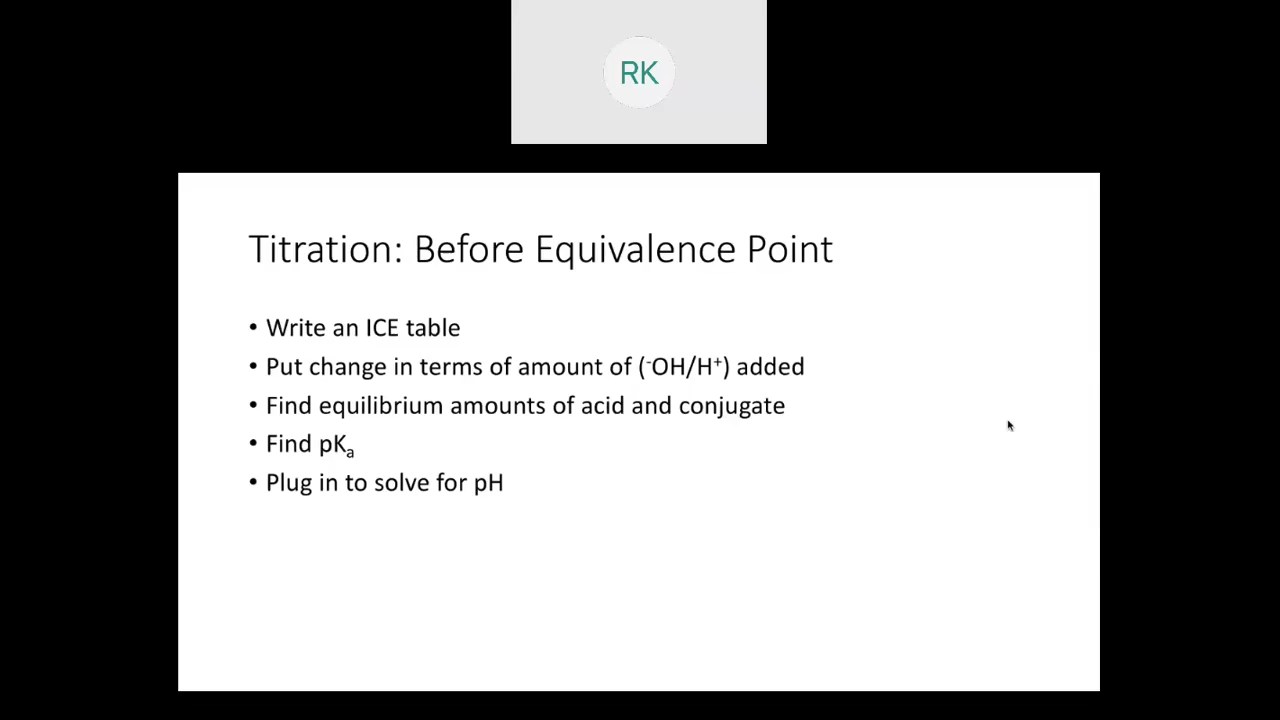 RK
Titration: Before Equivalence Point
• Write an ICE table
• Put change in terms of amount of (⁻OH/H⁺) added
• Find equilibrium amounts of acid and conjugate
• Find pKₐ
• Plug in to solve for pH